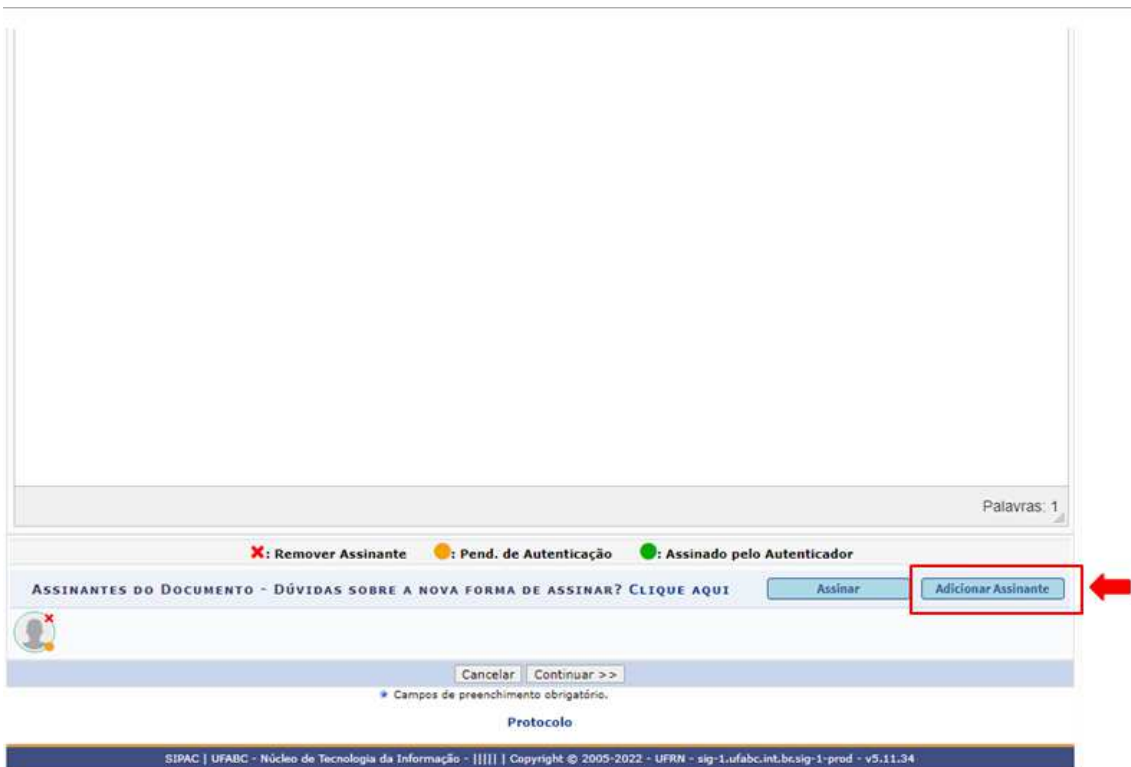 Palavras: 1
: Remover Assinante : Pend. de Autenticação : Assinado pelo Autenticador
ASSINANTES DO DOCUMENTO - DÚVIDAS SOBRE A NOVA FORMA DE ASSINAR? CLIQUE AQUI Assinar Adicionar Assinante
Cancelar Continuar >>
Campos de preenchimento obrigatório.
Protocolo
SIPAC | UFABC - Núcleo de Tecnologia da Informação - ||||| | Copyright © 2005-2022 - UFRN - sig-1.ufabc.int.br.sig-1-prod - v5.11.34